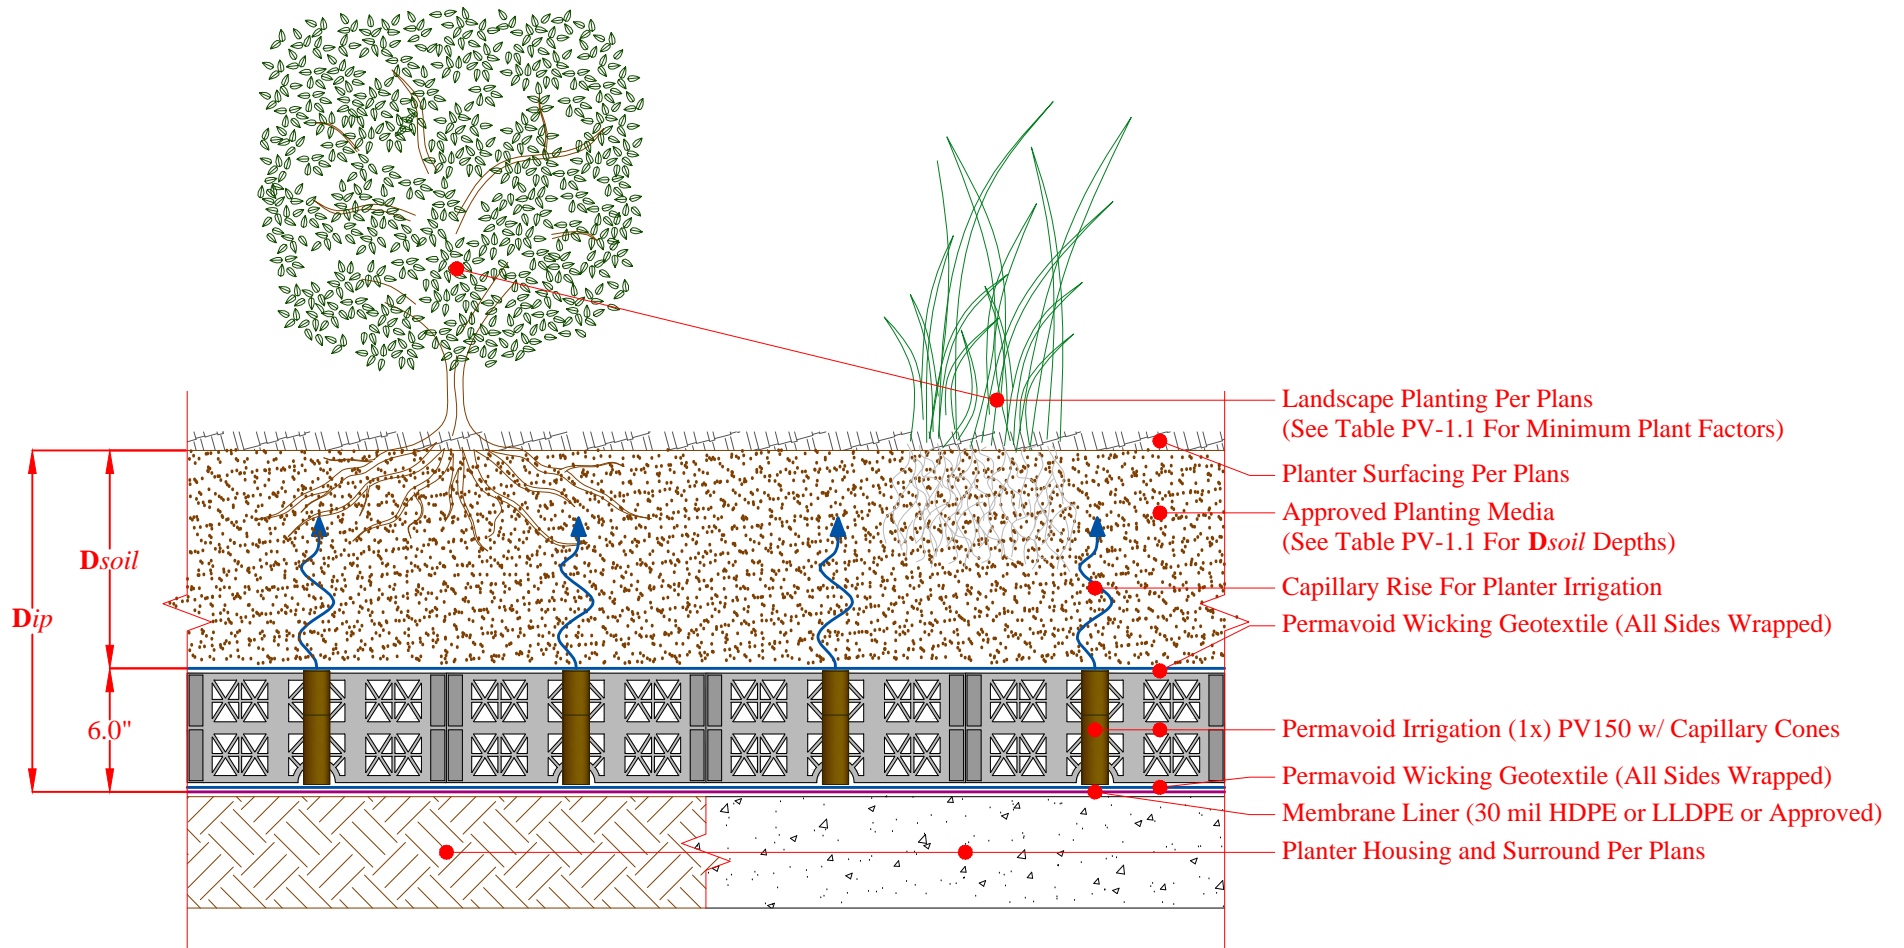 Landscape Planting Per Plans
(See Table PV-1.1 For Minimum Plant Factors)
Planter Surfacing Per Plans
Approved Planting Media
(See Table PV-1.1 For Dsoil Depths)
Dsoil
Capillary Rise For Planter Irrigation
Dip
Permavoid Wicking Geotextile (All Sides Wrapped)
6.0"
Permavoid Irrigation (1x) PV150 w/ Capillary Cones
Permavoid Wicking Geotextile (All Sides Wrapped)
Membrane Liner (30 mil HDPE or LLDPE or Approved)
Planter Housing and Surround Per Plans